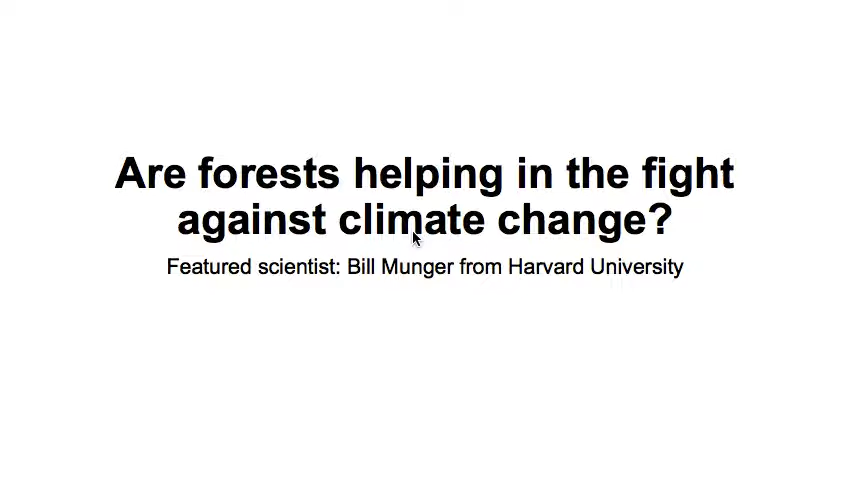 Are forests helping in the fight
against climate change?
Featured scientist: Bill Munger from Harvard University